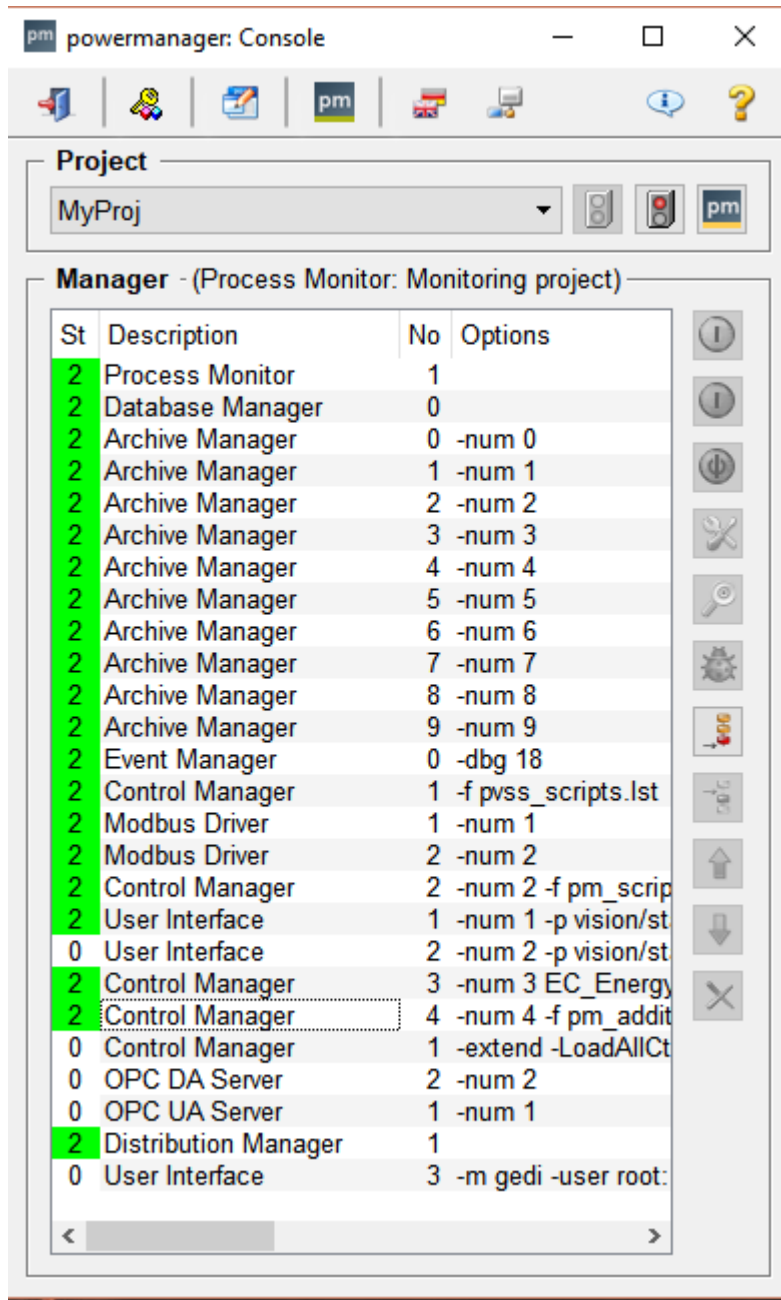 pm powermanager: Console
pm
Project
MyProj
pm
Manager - (Process Monitor: Monitoring project)
St Description No Options
2 Process Monitor 1
2 Database Manager 0
2 Archive Manager 0 -num 0
2 Archive Manager 1 -num 1
2 Archive Manager 2 -num 2
2 Archive Manager 3 -num 3
2 Archive Manager 4 -num 4
2 Archive Manager 5 -num 5
2 Archive Manager 6 -num 6
2 Archive Manager 7 -num 7
2 Archive Manager 8 -num 8
2 Archive Manager 9 -num 9
2 Event Manager 0 -dbg 18
2 Control Manager 1 -f pvss_scripts.lst
2 Modbus Driver 1 -num 1
2 Modbus Driver 2 -num 2
2 Control Manager 2 -num 2 -f pm_scrip
2 User Interface 1 -num 1 -p vision/st
0 User Interface 2 -num 2 -p vision/st
2 Control Manager 3 -num 3 EC_Energy
2 Control Manager 4 -num 4 -f pm_addit
0 Control Manager 1 -extend -LoadAllCt
0 OPC DA Server 2 -num 2
0 OPC UA Server 1 -num 1
2 Distribution Manager 1
0 User Interface 3 -m gedi -user root: